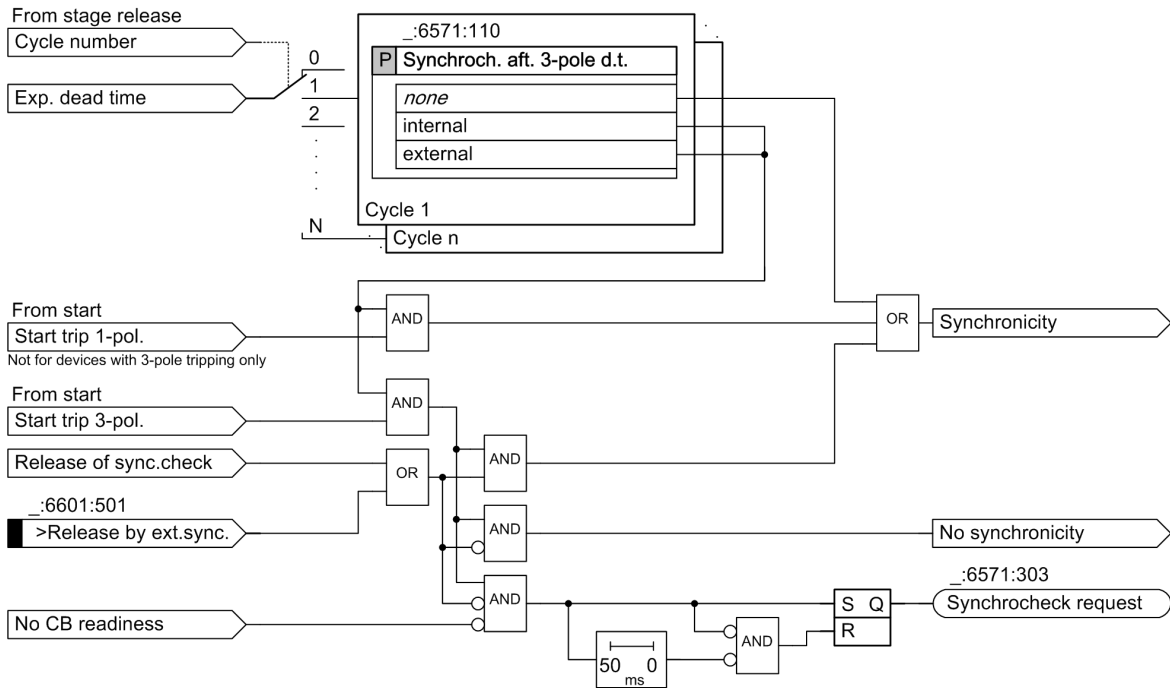 From stage release
Cycle number
_:6571:110
P Synchroch. aft. 3-pole d.t.
0
Exp. dead time
1
none
2
internal
external
Cycle 1
N
Cycle n
From start
Start trip 1-pol.
AND
OR
Synchronicity
Not for devices with 3-pole tripping only
From start
Start trip 3-pol.
AND
Release of sync.check
OR
AND
_:6601:501
>Release by ext.sync.
AND
No synchronicity
_:6571:303
AND
S Q
Synchrocheck request
No CB readiness
R
AND
50 0
ms